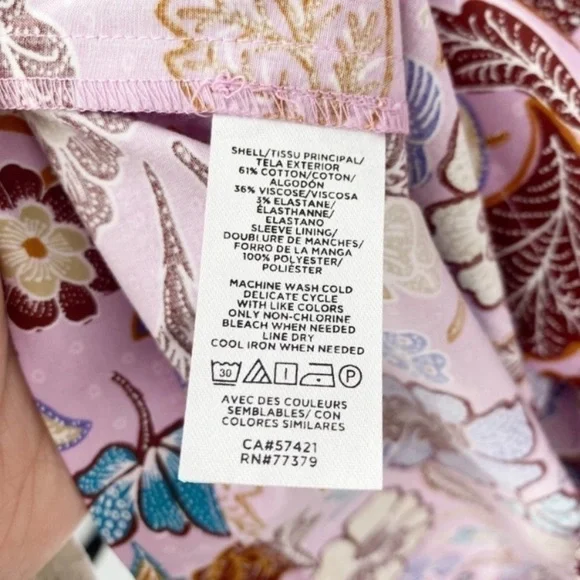 SHELL/TISSU PRINCIPAL/
TELA EXTERIOR
61% COTTON/COTON/
ALGODÓN
36% VISCOSE/VISCOSA
3% ELASTANE/
ÉLASTHANNE/
ELASTANO
SLEEVE LINING/
DOUBLURE DE MANCHES/
FORRO DE LA MANGA
100% POLYESTER/
POLIÉSTER
MACHINE WASH COLD
DELICATE CYCLE
WITH LIKE COLORS
ONLY NON-CHLORINE
BLEACH WHEN NEEDED
LINE DRY
COOL IRON WHEN NEEDED
30 P
AVEC DES COULEURS
SEMBLABLES/ CON
COLORES SIMILARES
CA#57421
RN#77379